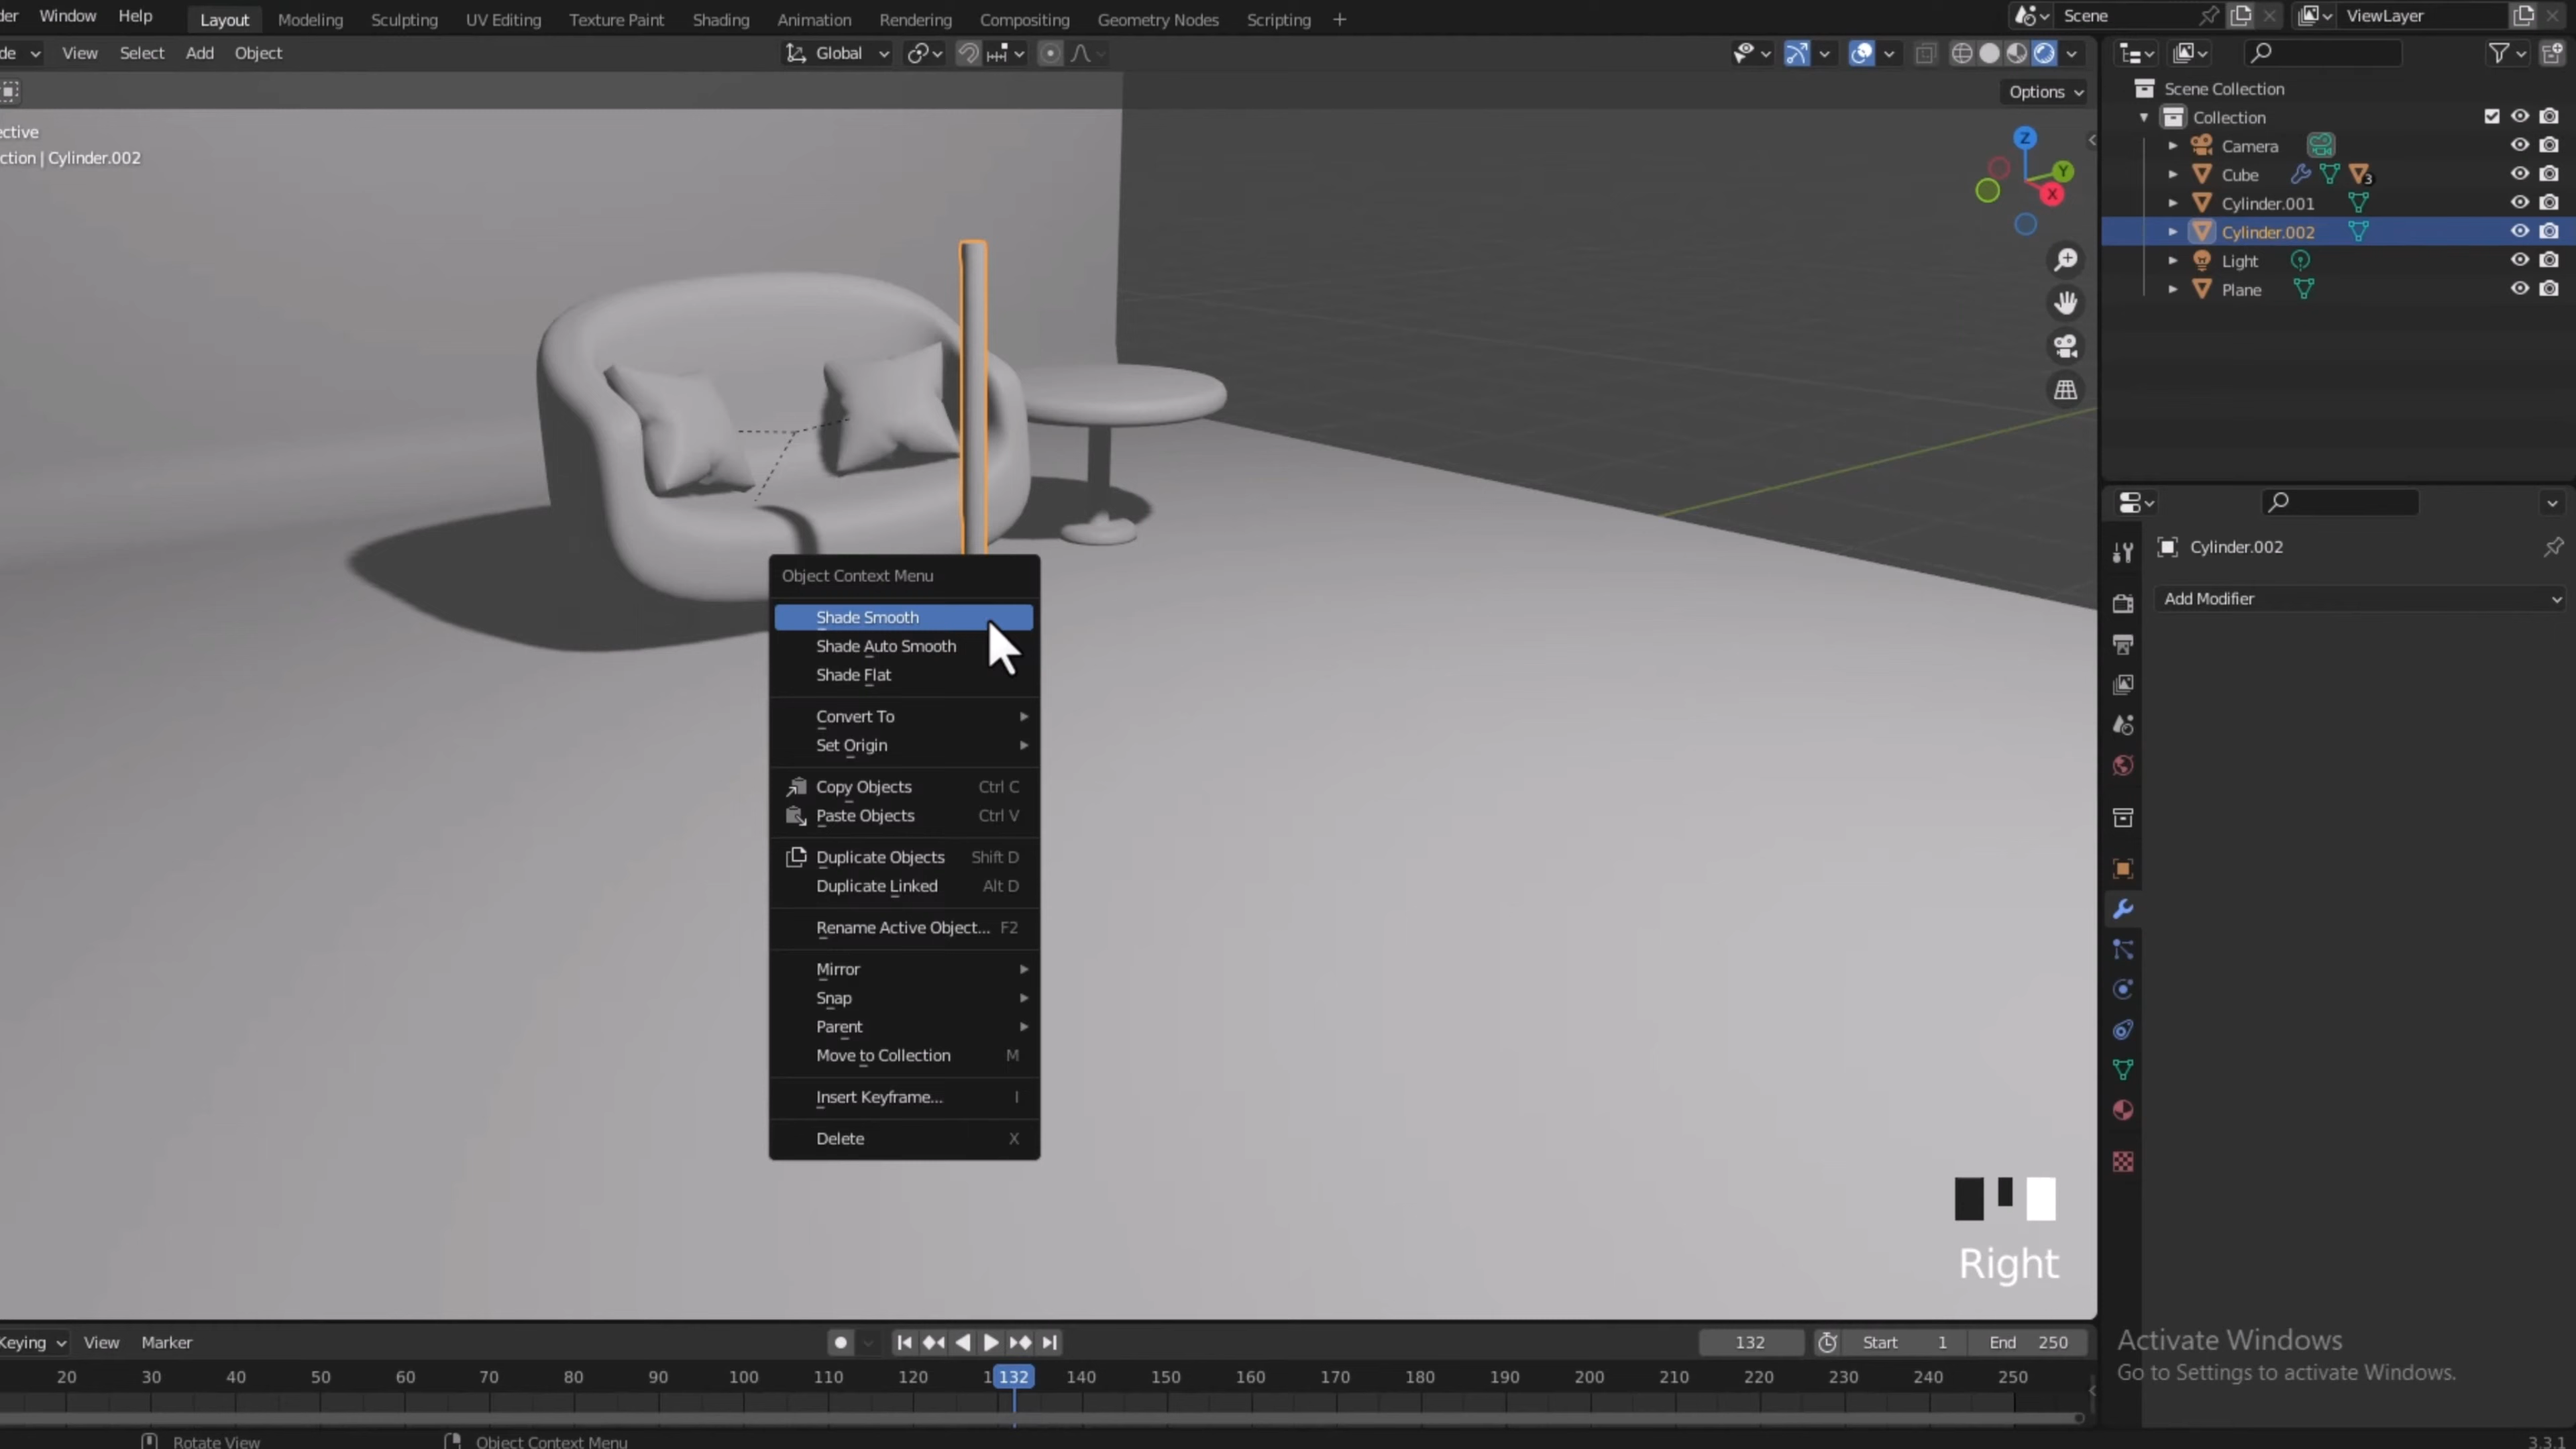 der Window Help Layout Modeling Sculpting UV Editing Texture Paint Shading Animation Rendering Compositing Geometry Nodes Scripting + Scene ViewLayer
de View Select Add Object Global
Options
ective
ction | Cylinder.002
Z
Y
X
Scene Collection
Collection
Camera
Cube 3
Cylinder.001
Cylinder.002
Light
Plane
Cylinder.002
Add Modifier
Object Context Menu
Shade Smooth
Shade Auto Smooth
Shade Flat
Convert To
Set Origin
Copy Objects Ctrl C
Paste Objects Ctrl V
Duplicate Objects Shift D
Duplicate Linked Alt D
Rename Active Object... F2
Mirror
Snap
Parent
Move to Collection M
Insert Keyframe... I
Delete X
Right
Activate Windows
Go to Settings to activate Windows.
Keying View Marker 132 Start 1 End 250
20 30 40 50 60 70 80 90 100 110 120 132 140 150 160 170 180 190 200 210 220 230 240 250
Rotate View Object Context Menu 3.3.1